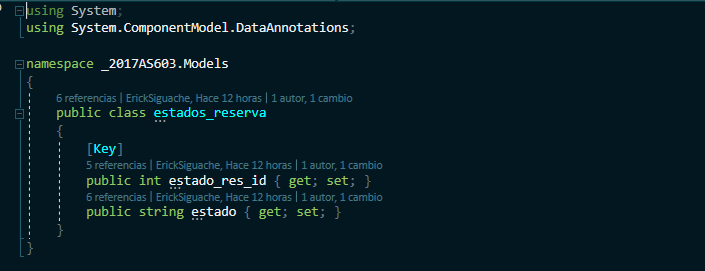 using System;
using System.ComponentModel.DataAnnotations;
namespace _2017AS603.Models
{
6 referencias | ErickSiguache, Hace 12 horas | 1 autor, 1 cambio
public class estados_reserva
{
[Key]
5 referencias | ErickSiguache, Hace 12 horas | 1 autor, 1 cambio
public int estado_res_id { get; set; }
6 referencias | ErickSiguache, Hace 12 horas | 1 autor, 1 cambio
public string estado { get; set; }
}
}